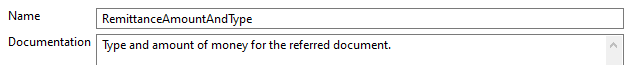 Name RemittanceAmountAndType
Documentation Type and amount of money for the referred document.